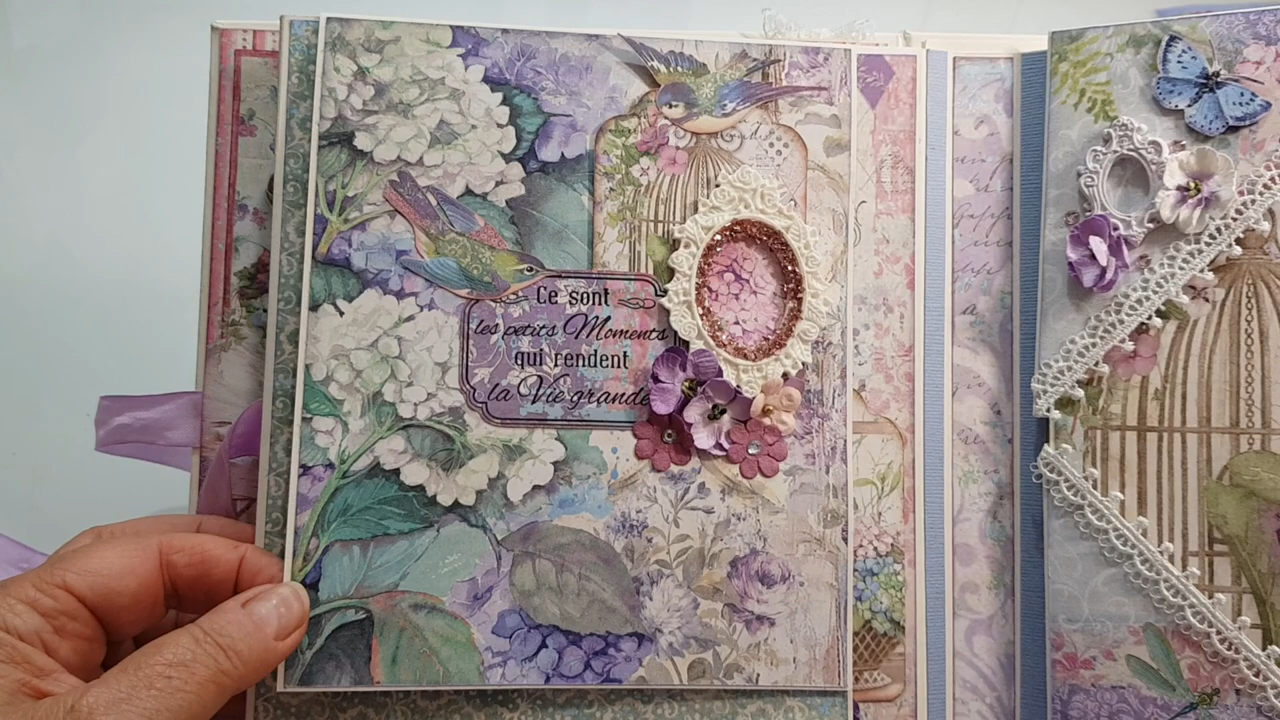 Ce sont
les petits Moments
qui rendent
la Vie grande